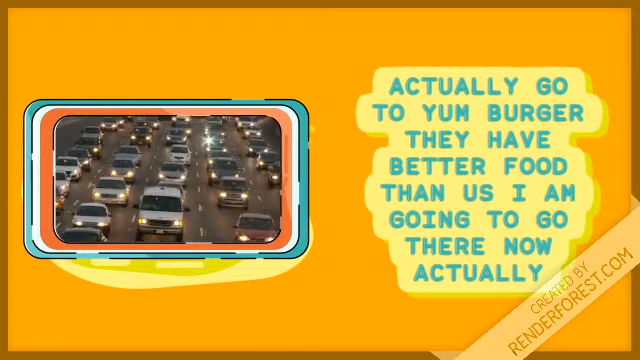 ACTUALLY GO
TO YUM BURGER
THEY HAVE
BETTER FOOD
THAN US I AM
GOING TO GO
THERE NOW
ACTUALLY
CREATED BY
RENDERFOREST.COM